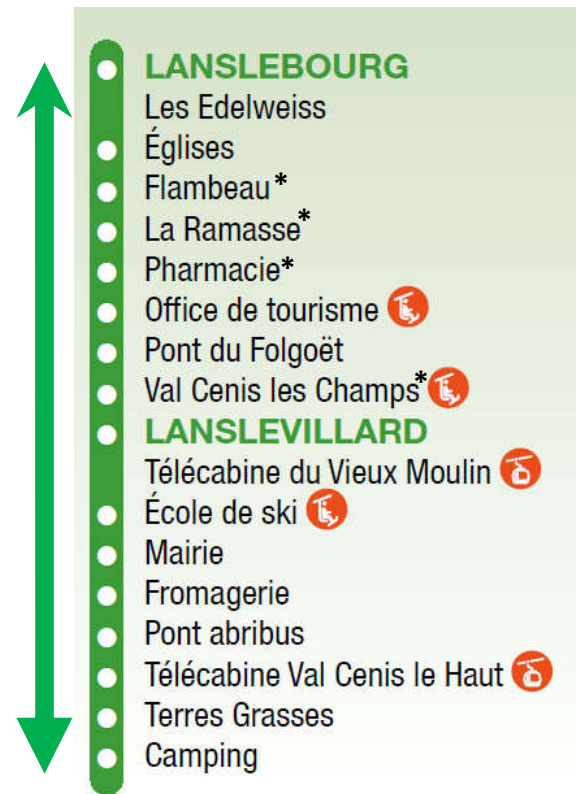 LANSLEBOURG
Les Edelweiss
Églises
Flambeau*
La Ramasse*
Pharmacie*
Office de tourisme
Pont du Folgoët
Val Cenis les Champs*
LANSLEVILLARD
Télécabine du Vieux Moulin
École de ski
Mairie
Fromagerie
Pont abribus
Télécabine Val Cenis le Haut
Terres Grasses
Camping